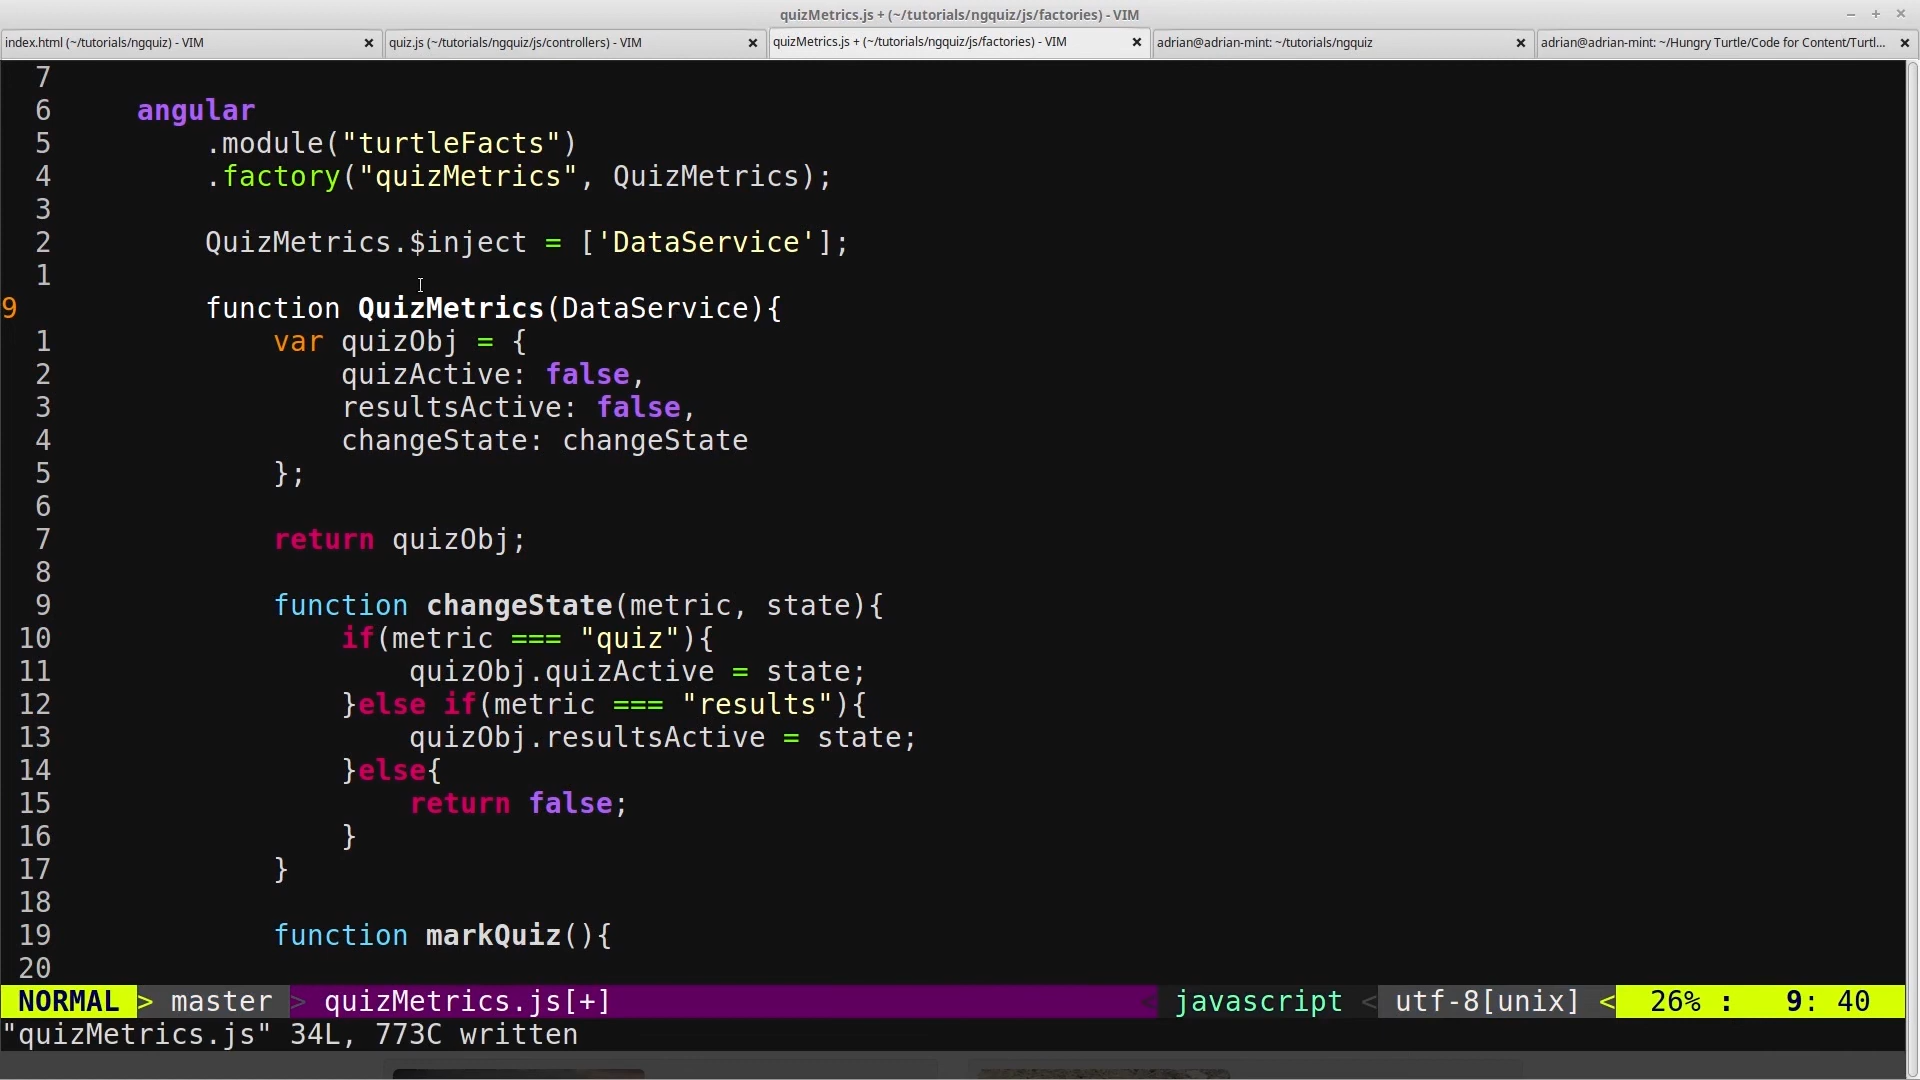 quizMetrics.js + (~/tutorials/ngquiz/js/factories) - VIM
index.html (~/tutorials/ngquiz) - VIM
quiz.js (~/tutorials/ngquiz/js/controllers) - VIM
quizMetrics.js + (~/tutorials/ngquiz/js/factories) - VIM
adrian@adrian-mint: ~/tutorials/ngquiz
adrian@adrian-mint: ~/Hungry Turtle/Code for Content/Turtl...
7
6 angular
5 .module("turtleFacts")
4 .factory("quizMetrics", QuizMetrics);
3
2 QuizMetrics.$inject = ['DataService'];
1
9 function QuizMetrics(DataService){
1 var quizObj = {
2 quizActive: false,
3 resultsActive: false,
4 changeState: changeState
5 };
6
7 return quizObj;
8
9 function changeState(metric, state){
10 if(metric === "quiz"){
11 quizObj.quizActive = state;
12 }else if(metric === "results"){
13 quizObj.resultsActive = state;
14 }else{
15 return false;
16 }
17 }
18
19 function markQuiz(){
20
NORMAL > master > quizMetrics.js[+] < javascript < utf-8[unix] < 26% : 9: 40
"quizMetrics.js" 34L, 773C written